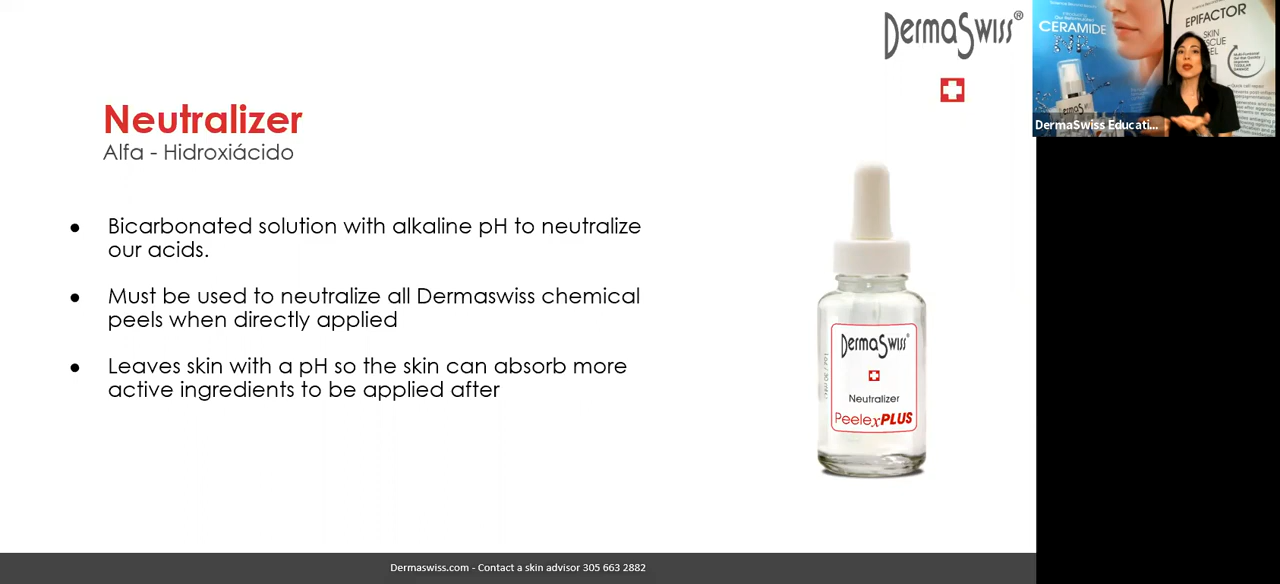 DermaSwiss®
Neutralizer
Alfa - Hidroxiácido
● Bicarbonated solution with alkaline pH to neutralize
our acids.
● Must be used to neutralize all Dermaswiss chemical
peels when directly applied
● Leaves skin with a pH so the skin can absorb more
active ingredients to be applied after
DermaSwiss®
Neutralizer
PeelexPLUS
Dermaswiss.com - Contact a skin advisor 305 663 2882
CERAMIDE
EPIFACTOR
SKIN
DermaSwiss Educati...